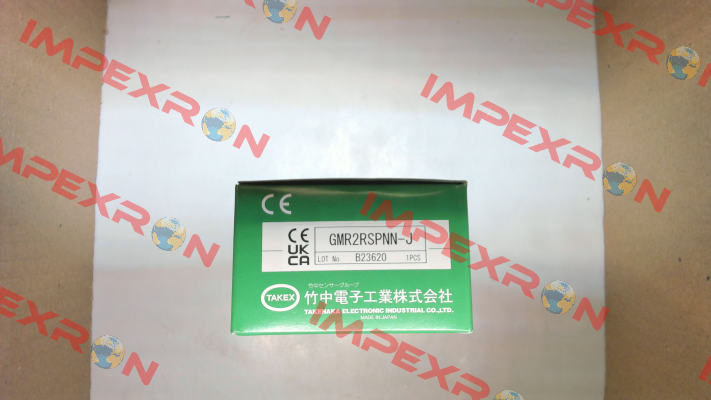 IMPEXRON
IMPEXRON
IMPEXRON
IMPEXRON
IMPEXRON
CE
CE
UK
CA
GMR2RSPNN-J
LOT No B23620 1PCS
竹中センサーグループ
TAKEX 竹中電子工業株式会社
TAKENAKA ELECTRONIC INDUSTRIAL CO.,LTD.
MADE IN JAPAN